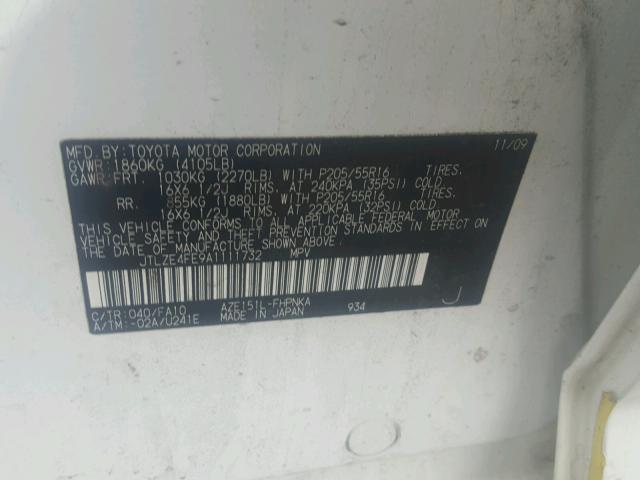 MFD. BY: TOYOTA MOTOR CORPORATION 11/09
GVWR: 1860KG (4105LB)
GAWR: FRT. 1030KG (2270LB) WITH P205/55R16 TIRES.
16X6 1/2J RIMS. AT 240KPA (35PSI) COLD
RR. 855KG (1880LB) WITH P205/55R16 TIRES.
16X6 1/2J RIMS. AT 220KPA (32PSI) COLD
THIS VEHICLE CONFORMS TO ALL APPLICABLE FEDERAL MOTOR
VEHICLE SAFETY AND THEFT PREVENTION STANDARDS IN EFFECT ON
THE DATE OF MANUFACTURE SHOWN ABOVE.
JTLZE4FE9A1111732 MPV
C/TR: 040/FA10 AZE151L-FHPNKA
A/TM: -02A/U241E MADE IN JAPAN 934 J